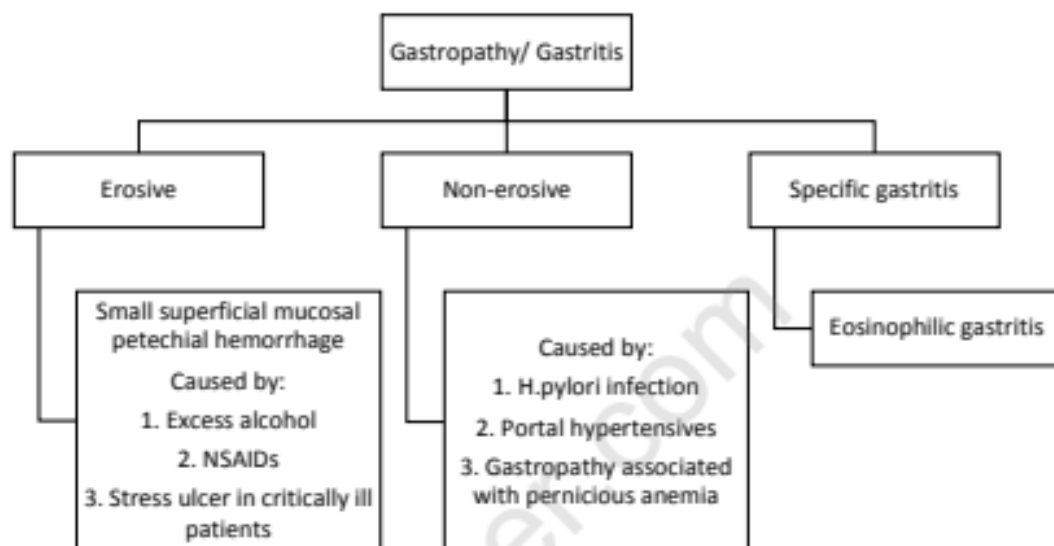 Gastropathy/ Gastritis
Erosive
Non-erosive
Specific gastritis
Small superficial mucosal
petechial hemorrhage
Caused by:
1. Excess alcohol
2. NSAIDs
3. Stress ulcer in critically ill
patients
Caused by:
1. H.pylori infection
2. Portal hypertensives
3. Gastropathy associated
with pernicious anemia
Eosinophilic gastritis
er.com